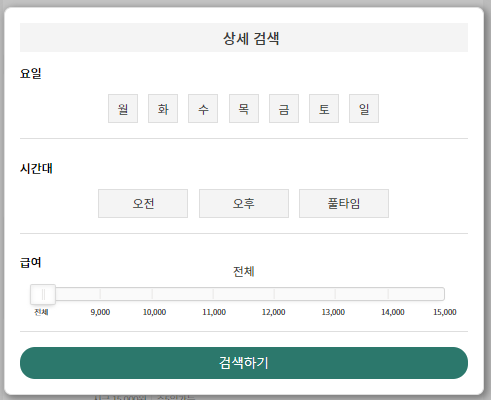 상세 검색
요일
월 화 수 목 금 토 일
시간대
오전 오후 풀타임
급여
전체
전체 9,000 10,000 11,000 12,000 13,000 14,000 15,000
검색하기